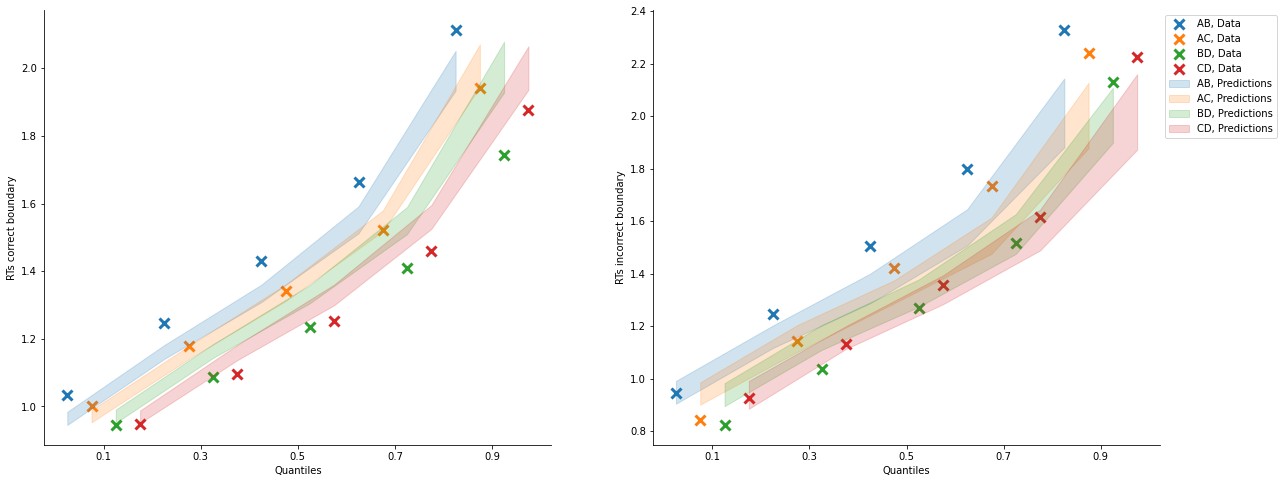 2.0
1.8
1.6
1.4
1.2
1.0
RTs correct boundary
0.1 0.3 0.5 0.7 0.9
Quantiles
2.4
2.2
2.0
1.8
1.6
1.4
1.2
1.0
0.8
RTs incorrect boundary
0.1 0.3 0.5 0.7 0.9
Quantiles
AB, Data
AC, Data
BD, Data
CD, Data
AB, Predictions
AC, Predictions
BD, Predictions
CD, Predictions